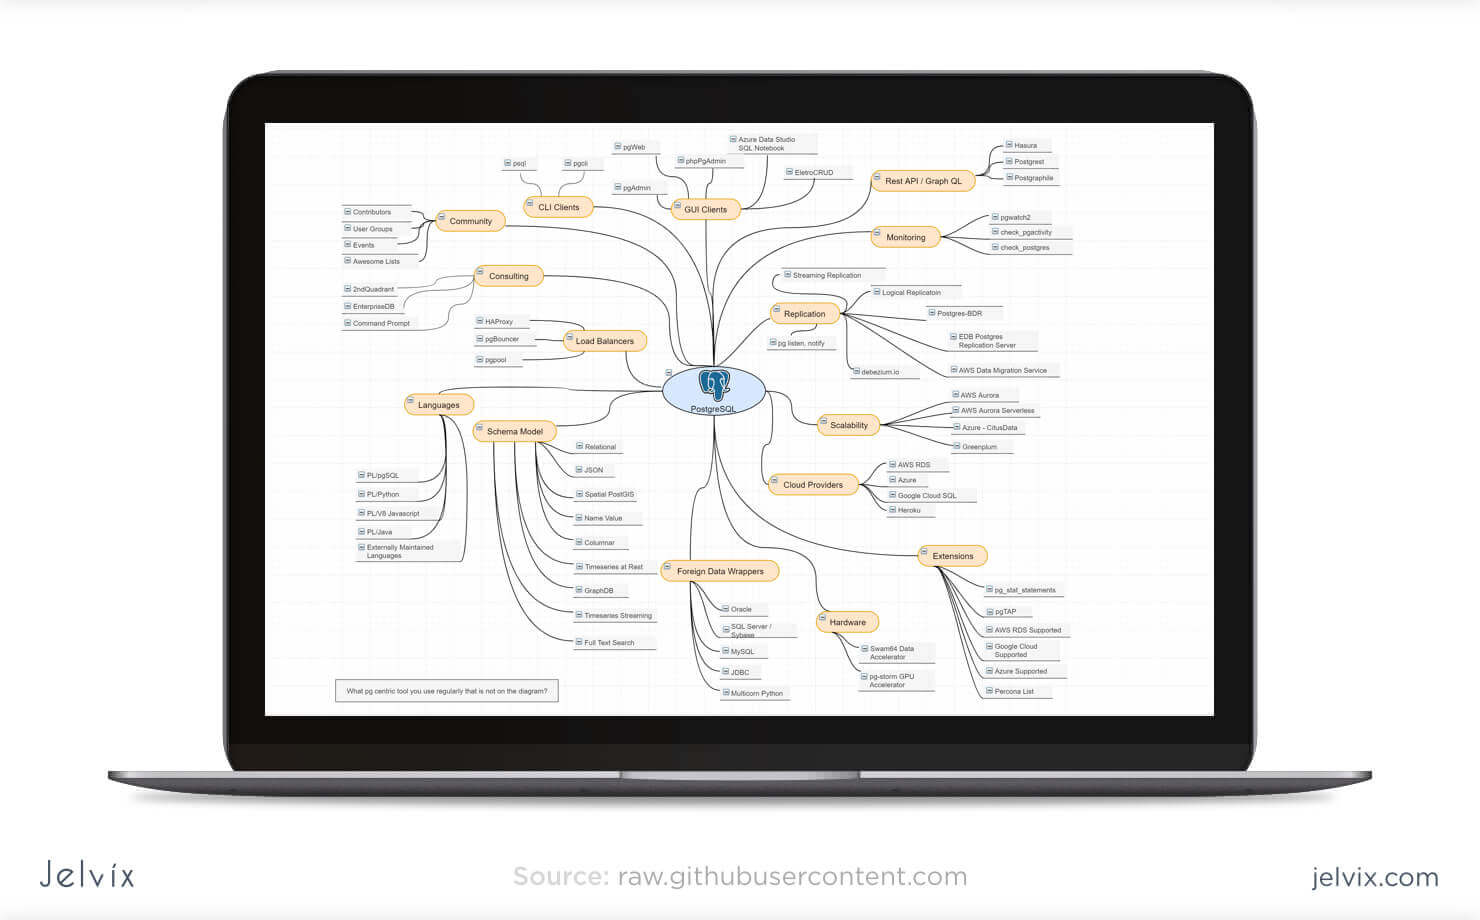 Azure Data Studio
SQL Notebook
pgWeb
phpPgAdmin
psql
pgcli
EletroCRUD
pgAdmin
CLI Clients
GUI Clients
Rest API / Graph QL
Hasura
Postgrest
Postgraphile
Community
Contributors
User Groups
Events
Awesome Lists
Monitoring
pgwatch2
check_pgactivity
check_postgres
Consulting
2ndQuadrant
EnterpriseDB
Command Prompt
Replication
Streaming Replication
Logical Replicatoin
Postgres-BDR
EDB Postgres
Replication Server
AWS Data Migration Service
debezium.io
pg listen, notify
Load Balancers
HAProxy
pgBouncer
pgpool
PostgreSQL
Languages
PL/pgSQL
PL/Python
PL/V8 Javascript
PL/Java
Externally Maintained
Languages
Schema Model
Relational
JSON
Spatial PostGIS
Name Value
Columnar
Timeseries at Rest
GraphDB
Timeseries Streaming
Full Text Search
Scalability
AWS Aurora
AWS Aurora Serverless
Azure - CitusData
Greenplum
Cloud Providers
AWS RDS
Azure
Google Cloud SQL
Heroku
Foreign Data Wrappers
Oracle
SQL Server /
Sybase
MySQL
JDBC
Multicorn Python
Hardware
Swarm64 Data
Accelerator
pg-storm GPU
Accelerator
Extensions
pg_stat_statements
pgTAP
AWS RDS Supported
Google Cloud
Supported
Azure Supported
Percona List
What pg centric tool you use regularly that is not on the diagram?
Jelvix
Source: raw.githubusercontent.com
jelvix.com